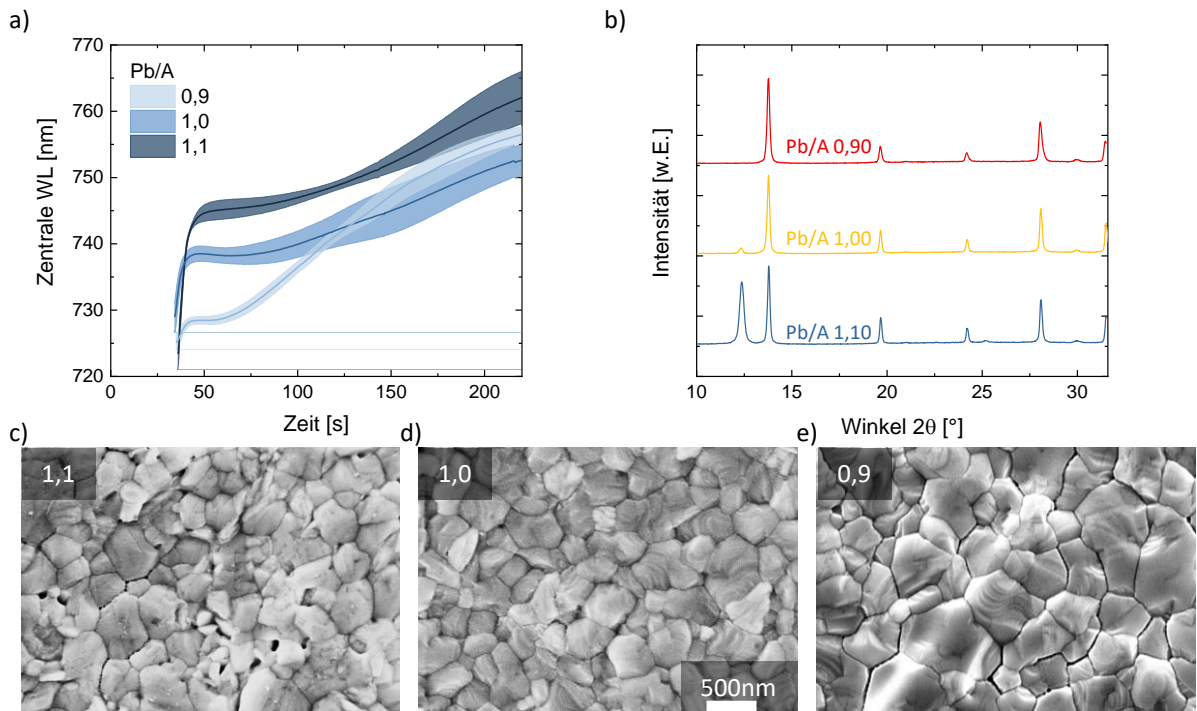 a)
Zentrale WL [nm]
770
760
750
740
730
720
Pb/A
0,9
1,0
1,1
0
50
100
150
200
Zeit [s]
b)
Intensität [w.E.]
Pb/A 0,90
Pb/A 1,00
Pb/A 1,10
10
15
20
25
30
Winkel 2θ [°]
c)
1,1
d)
1,0
500nm
e)
0,9